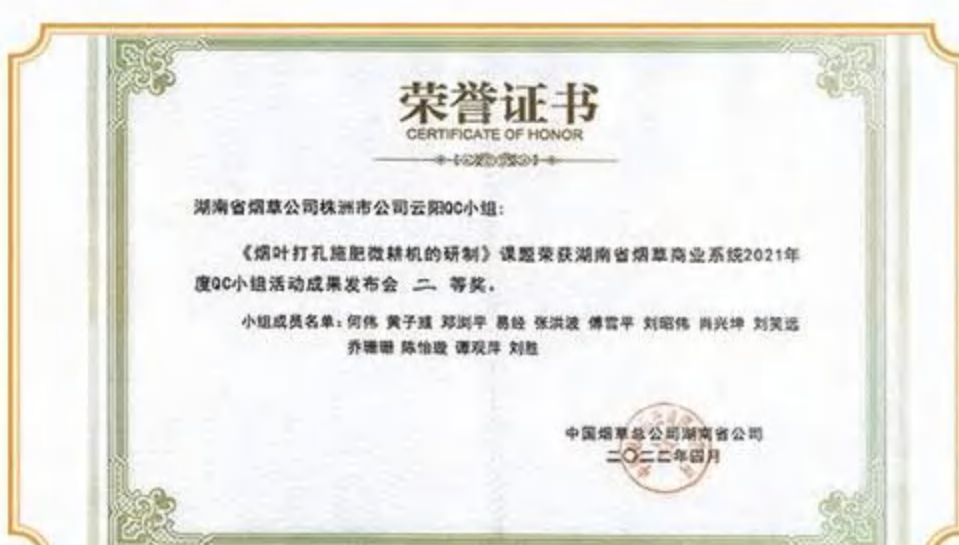 荣誉证书
CERTIFICATE OF HONOR
湖南省烟草公司株洲市公司云阳QC小组：
《烟叶打孔施肥微耕机的研制》课题荣获湖南省烟草商业系统2021年
度QC小组活动成果发布会 二 等奖。
小组成员名单：何伟 黄子 邓浏平 易经 张洪波 傅雪平 刘昭伟 肖兴坤 刘笑远
乔珊珊 陈怡璇 谭观萍 刘胜
中国烟草总公司湖南省公司
二〇二二年四月